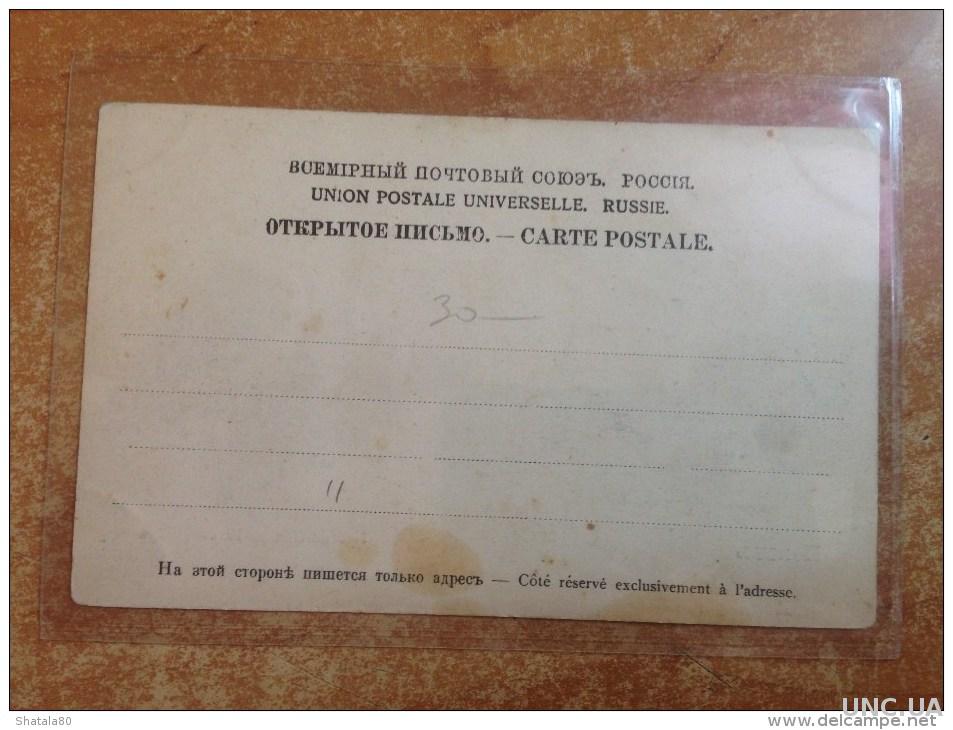 ВСЕМІРНЫЙ ПОЧТОВЫЙ СОЮЗЪ. РОССІЯ.
UNION POSTALE UNIVERSELLE. RUSSIE.
ОТКРЫТОЕ ПИСЬМО. — CARTE POSTALE.
30 —
11
На этой сторонѣ пишется только адресъ — Côté réservé exclusivement à l'adresse.
UNC.UA
Shatala80
www.delcampe.net